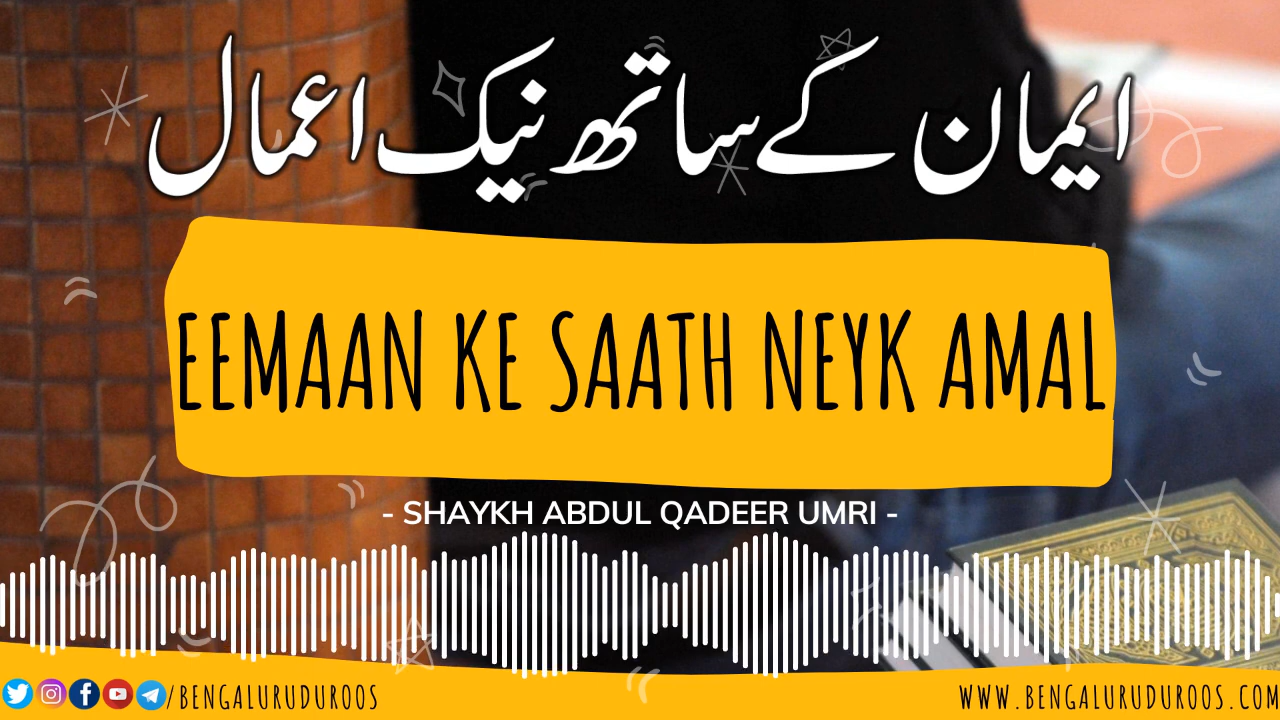 ایمان کے ساتھ نیک اعمال
EEMAAN KE SAATH NEYK AMAL
- SHAYKH ABDUL QADEER UMRI -
/BENGALURUDUROOS
WWW.BENGALURUDUROOS.COM